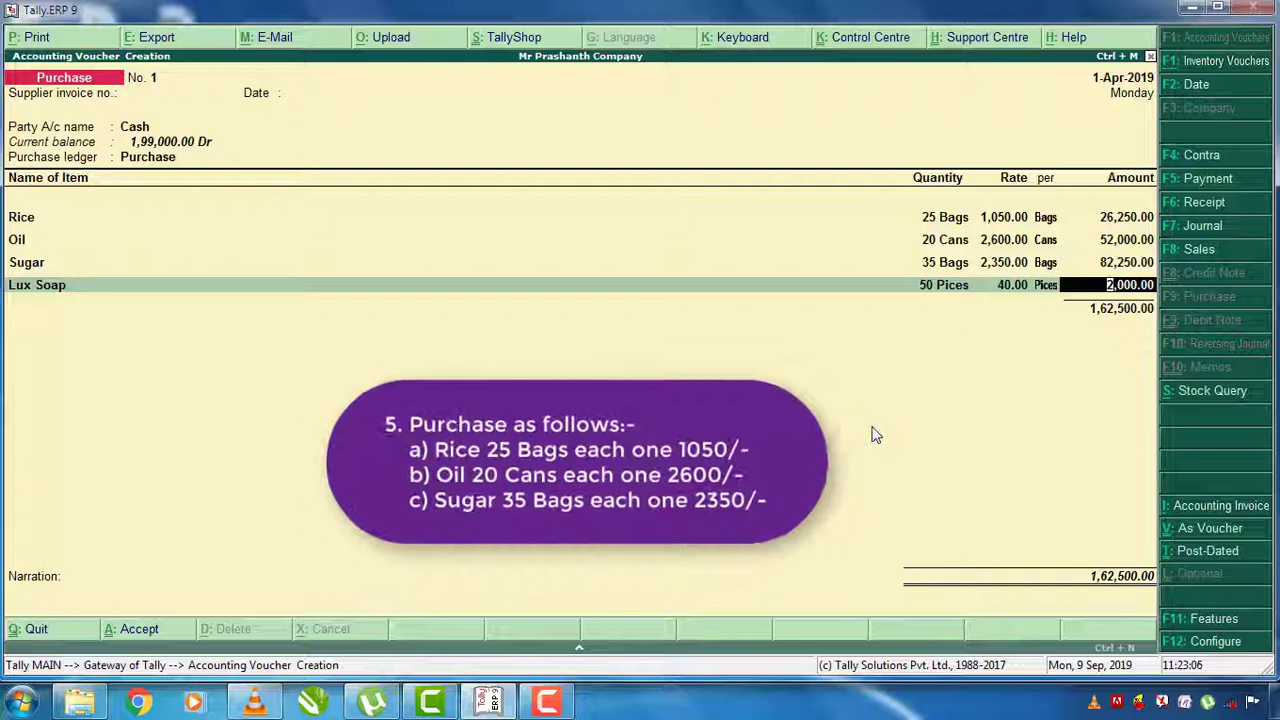 Tally.ERP 9
P: Print E: Export M: E-Mail O: Upload S: TallyShop G: Language K: Keyboard K: Control Centre H: Support Centre H: Help
Accounting Voucher Creation Mr Prashanth Company Ctrl + M
Purchase No. 1 1-Apr-2019
Supplier invoice no.: Date : Monday
Party A/c name : Cash
Current balance : 1,99,000.00 Dr
Purchase ledger : Purchase
Name of Item Quantity Rate per Amount
Rice 25 Bags 1,050.00 Bags 26,250.00
Oil 20 Cans 2,600.00 Cans 52,000.00
Sugar 35 Bags 2,350.00 Bags 82,250.00
Lux Soap 50 Pices 40.00 Pices 2,000.00
1,62,500.00
5. Purchase as follows:-
a) Rice 25 Bags each one 1050/-
b) Oil 20 Cans each one 2600/-
c) Sugar 35 Bags each one 2350/-
Narration: 1,62,500.00
F1: Accounting Vouchers
F1: Inventory Vouchers
F2: Date
F3: Company
F4: Contra
F5: Payment
F6: Receipt
F7: Journal
F8: Sales
F8: Credit Note
F9: Purchase
F9: Debit Note
F10: Reversing Journal
F10: Memos
S: Stock Query
I: Accounting Invoice
V: As Voucher
T: Post-Dated
L: Optional
F11: Features
F12: Configure
Q: Quit A: Accept D: Delete X: Cancel
Ctrl + N
Tally MAIN --> Gateway of Tally --> Accounting Voucher Creation (c) Tally Solutions Pvt. Ltd., 1988-2017 Mon, 9 Sep, 2019 11:23:06